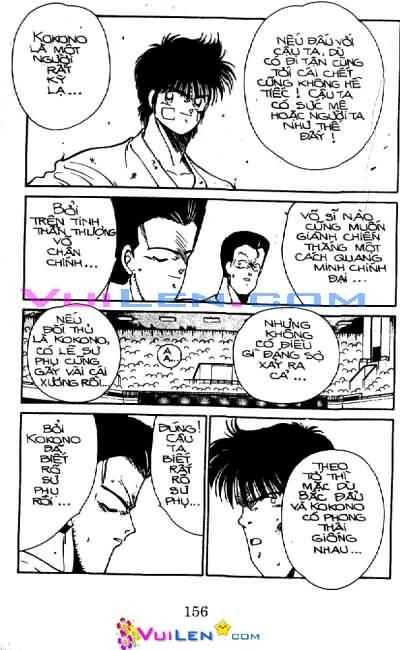 KOKONO
LÀ MỘT
NGƯỜI
RẤT
KỲ
LẠ...
NẾU ĐẤU VỚI
CẬU TA, DÙ
CÓ ĐI TẬN CÙNG
TỚI CÁI CHẾT
CŨNG KHÔNG HỀ
TIẾC! CẬU TA
CÓ SỨC MÊ
HOẶC NGƯỜI TA
NHƯ THẾ
ĐẤY!
BỞI
TRÊN TINH
THẦN THƯỢNG
VÕ
CHÂN
CHÍNH...
VÕ SĨ NÀO
CŨNG MUỐN
GIÀNH CHIẾN
THẮNG MỘT
CÁCH QUANG
MINH CHÍNH
ĐẠI...
VUILEN.COM
NẾU
ĐỐI THỦ
LÀ KOKONO,
CÓ LẼ SƯ
PHỤ CŨNG
GÃY VÀI CÁI
XƯƠNG RỒI...
NHƯNG
KHÔNG
CÓ ĐIỀU
GÌ ĐÁNG SỢ
XẢY RA
CẢ...
BỞI
KOKONO
ĐÃ
BIẾT
RÕ
SƯ
PHỤ
RỒI...
ĐÚNG!
CẬU
TA
BIẾT
RẤT
RÕ
SƯ
PHỤ...
THEO
TỚ THÌ
MẶC DÙ
BẮC ĐẨU
VÀ KOKONO
CÓ PHONG
THÁI
GIỐNG
NHAU...
156
VUILEN.COM